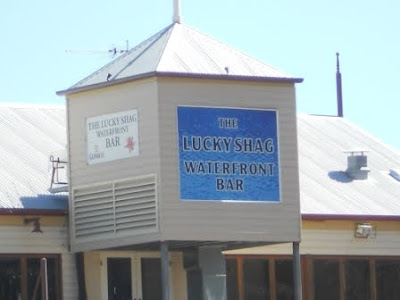 THE LUCKY SHAG
WATERFRONT
BAR
THE
LUCKY SHAG
WATERFRONT
BAR